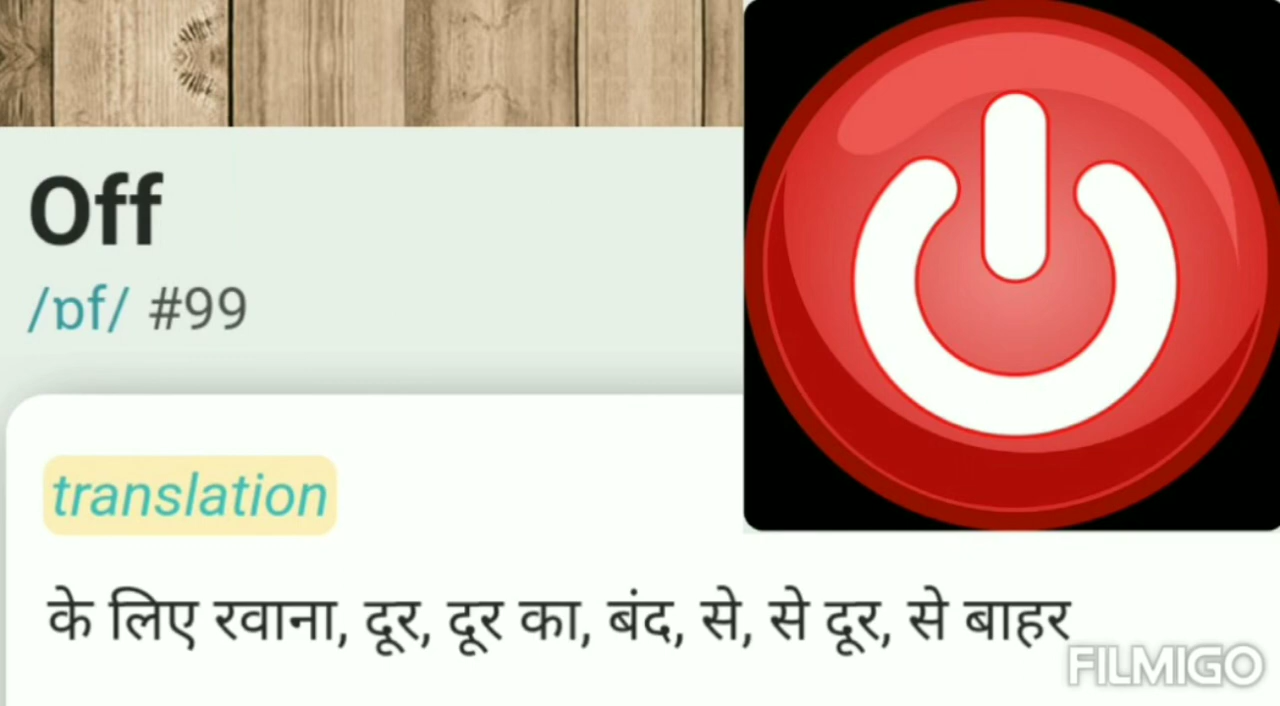 Off
/ɒf/ #99
translation
के लिए रवाना, दूर, दूर का, बंद, से, से दूर, से बाहर
FILMIGO